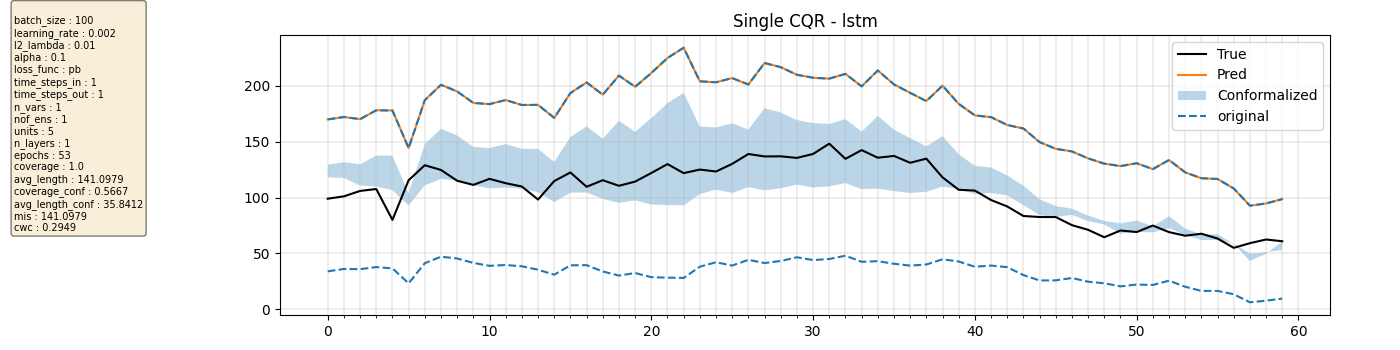 batch_size : 100
learning_rate : 0.002
l2_lambda : 0.01
alpha : 0.1
loss_func : pb
time_steps_in : 1
time_steps_out : 1
n_vars : 1
nof_ens : 1
units : 5
n_layers : 1
epochs : 53
coverage : 1.0
avg_length : 141.0979
coverage_conf : 0.5667
avg_length_conf : 35.8412
mis : 141.0979
cwc : 0.2949
Single CQR - lstm
True
Pred
Conformalized
original
200
150
100
50
0
0 10 20 30 40 50 60